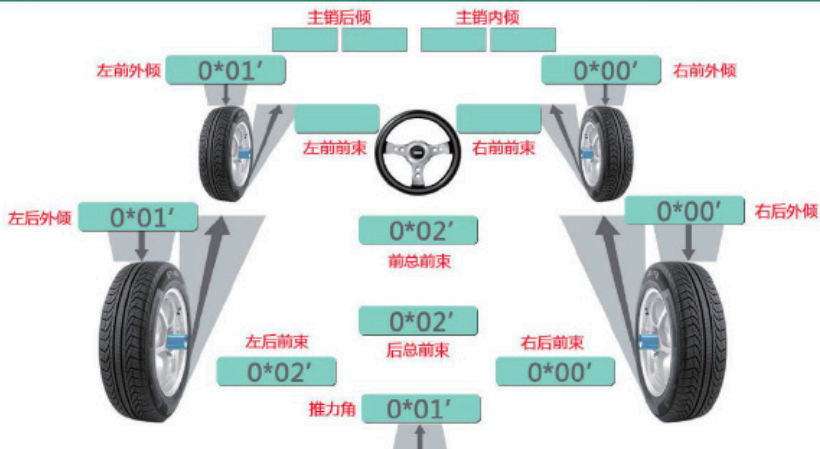 主销后倾 主销内倾
左前外倾 0*01′ 0*00′ 右前外倾
左前前束 右前前束
左后外倾 0*01′ 0*00′ 右后外倾
0*02′
前总前束
0*02′
左后前束 后总前束 右后前束
0*02′ 0*00′
推力角 0*01′